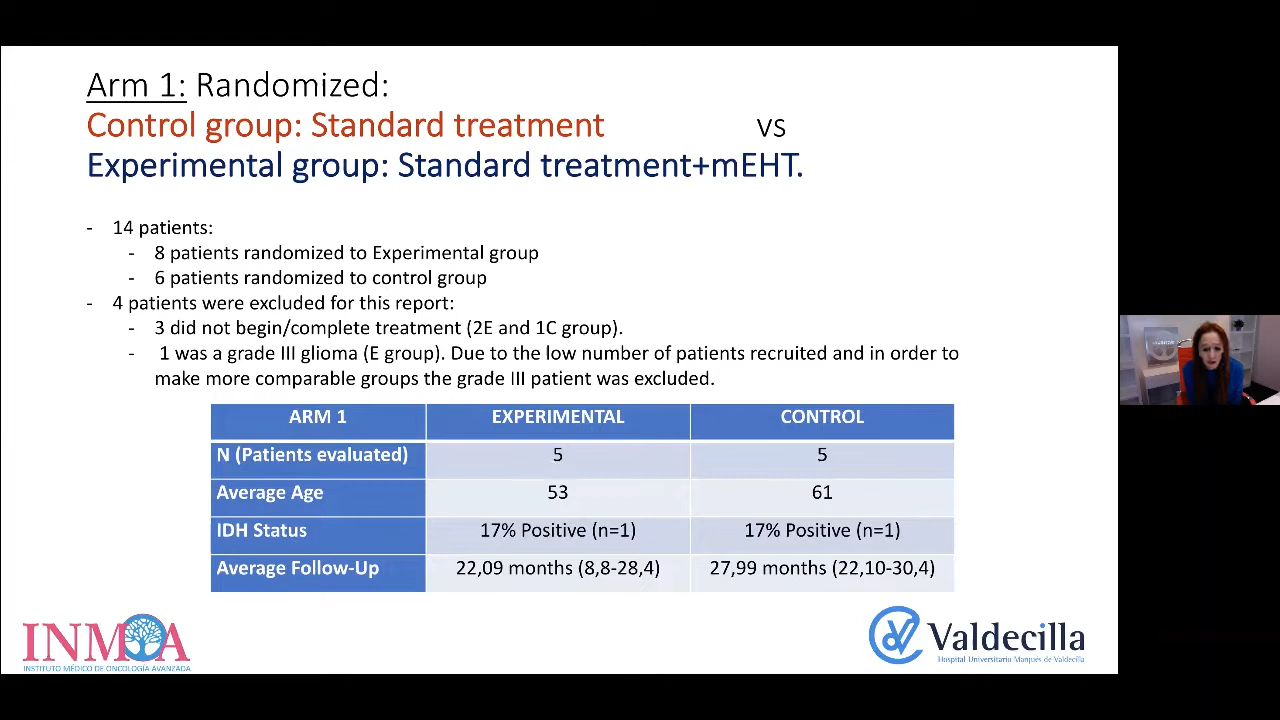 Arm 1: Randomized:
Control group: Standard treatment vs
Experimental group: Standard treatment+mEHT.
- 14 patients:
- 8 patients randomized to Experimental group
- 6 patients randomized to control group
- 4 patients were excluded for this report:
- 3 did not begin/complete treatment (2E and 1C group).
- 1 was a grade III glioma (E group). Due to the low number of patients recruited and in order to
make more comparable groups the grade III patient was excluded.
ARM 1 EXPERIMENTAL CONTROL
N (Patients evaluated) 5 5
Average Age 53 61
IDH Status 17% Positive (n=1) 17% Positive (n=1)
Average Follow-Up 22,09 months (8,8-28,4) 27,99 months (22,10-30,4)
INMOA
INSTITUTO MÉDICO DE ONCOLOGÍA AVANZADA
Valdecilla
Hospital Universitario Marqués de Valdecilla